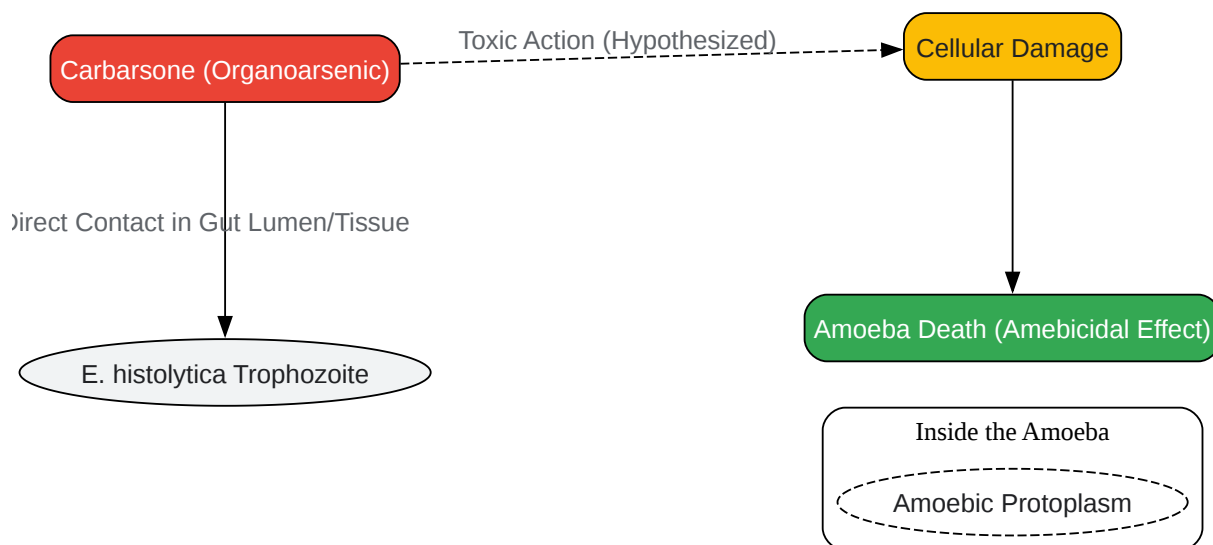 Toxic Action (Hypothesized)
Carbarsone (Organoarsenic)
Cellular Damage
irect Contact in Gut Lumen/Tissue
Amoeba Death (Amebicidal Effect)
E. histolytica Trophozoite
Inside the Amoeba
Amoebic Protoplasm